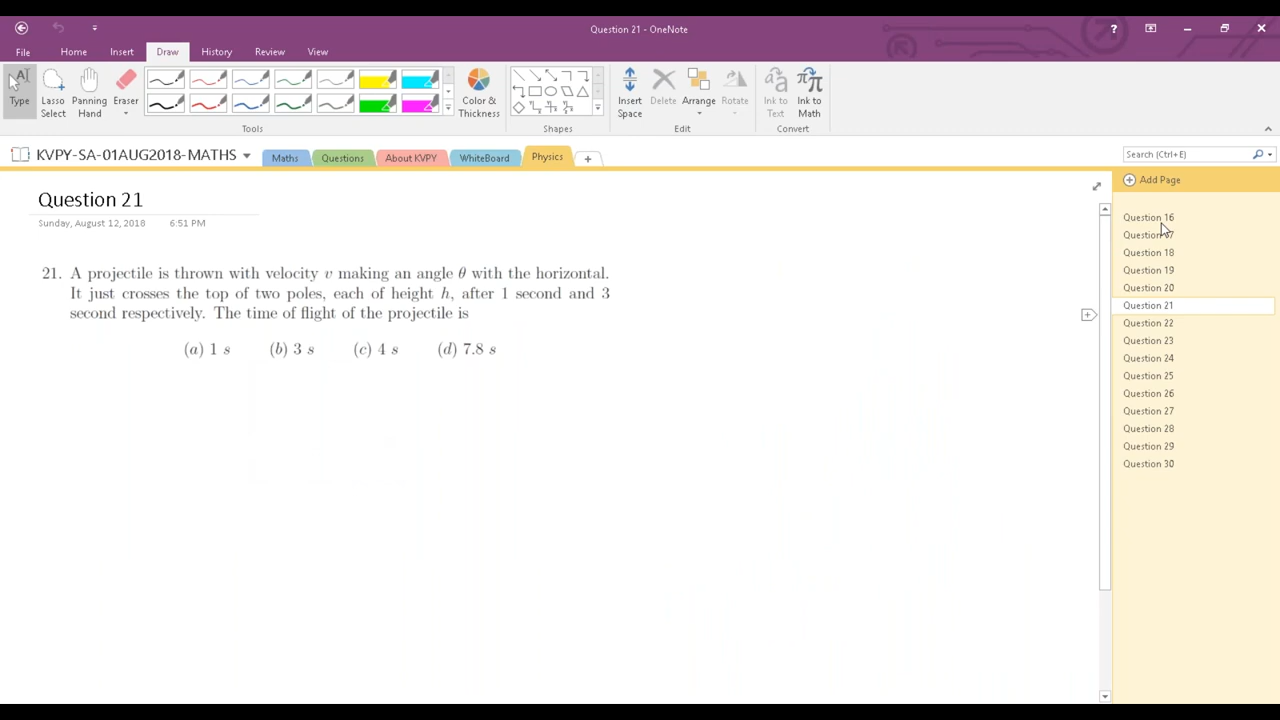 Question 21 - OneNote
?
File
Home
Insert
Draw
History
Review
View
Type
Lasso
Select
Panning
Hand
Eraser
Color &
Thickness
Insert
Space
Delete
Arrange
Rotate
Ink to
Text
Ink to
Math
Tools
Shapes
Edit
Convert
KVPY-SA-01AUG2018-MATHS
Maths
Questions
About KVPY
WhiteBoard
Physics
Search (Ctrl+E)
Question 21
Sunday, August 12, 2018 6:51 PM
21. A projectile is thrown with velocity v making an angle θ with the horizontal.
It just crosses the top of two poles, each of height h, after 1 second and 3
second respectively. The time of flight of the projectile is
(a) 1 s (b) 3 s (c) 4 s (d) 7.8 s
Add Page
Question 16
Question 17
Question 18
Question 19
Question 20
Question 21
Question 22
Question 23
Question 24
Question 25
Question 26
Question 27
Question 28
Question 29
Question 30